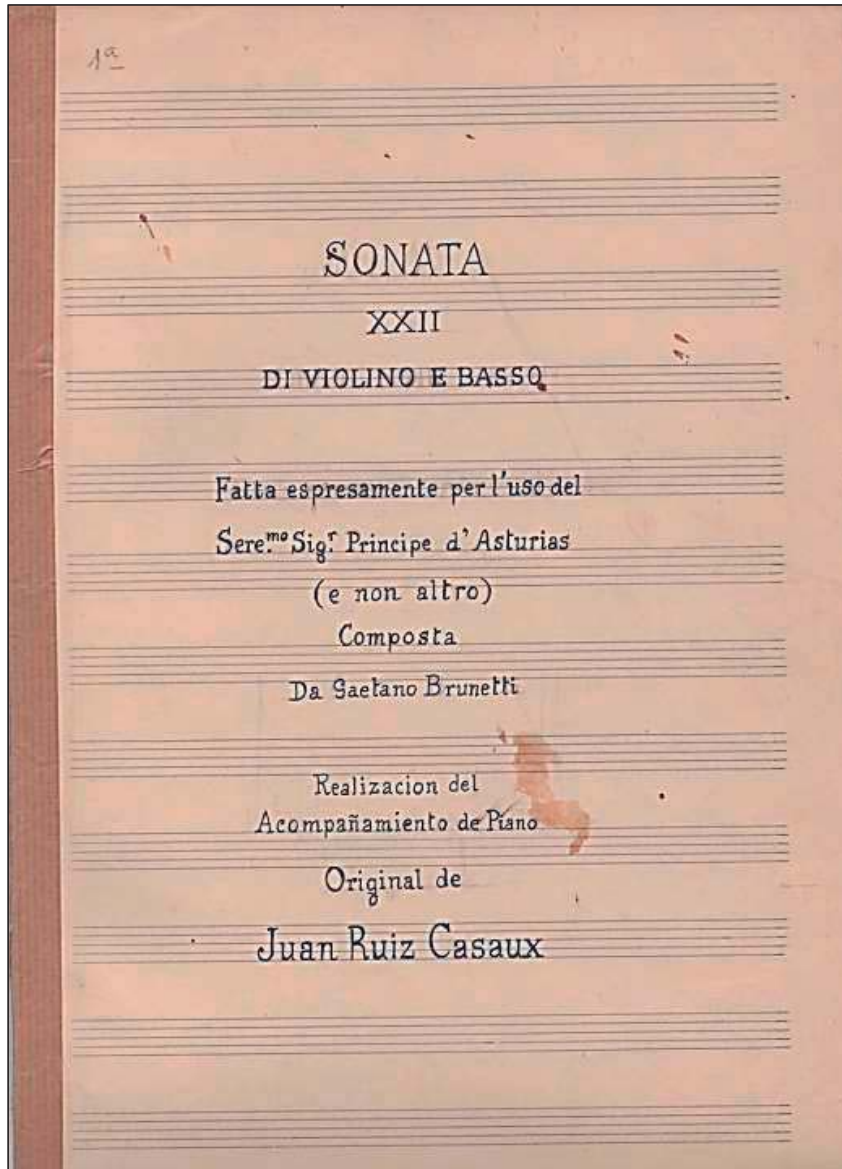 1ª
SONATA
XXII
DI VIOLINO E BASSO
Fatta espresamente per l'uso del
Sere.mo Sig.r Principe d'Asturias
(e non altro)
Composta
Da Gaetano Brunetti
Realizacion del
Acompañamiento de Piano
Original de
Juan Ruiz Casaux